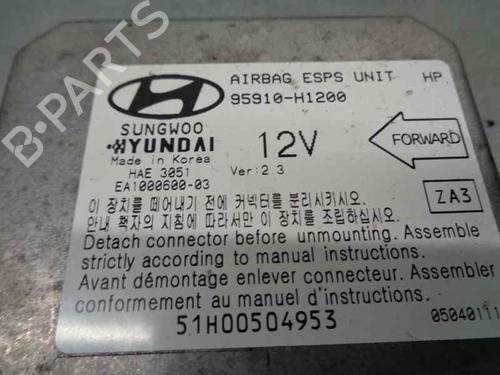 AIRBAG ESPS UNIT HP
95910-H1200
SUNGWOO
HYUNDAI
Made in Korea
HAE 3051
EA1000600-03
12V
Ver: 2.3
FORWARD
이 장치를 떼어내기 전에 커넥터를 분리시키시오.
안내 책자의 지침에 따라서만 이 장치를 조립하십시오.
ZA3
Detach connector before unmounting. Assemble
strictly according to manual instructions.
Avant démontage enlever connecteur. Assembler
conformement au manuel d'instructions.
51H00504953
05040111